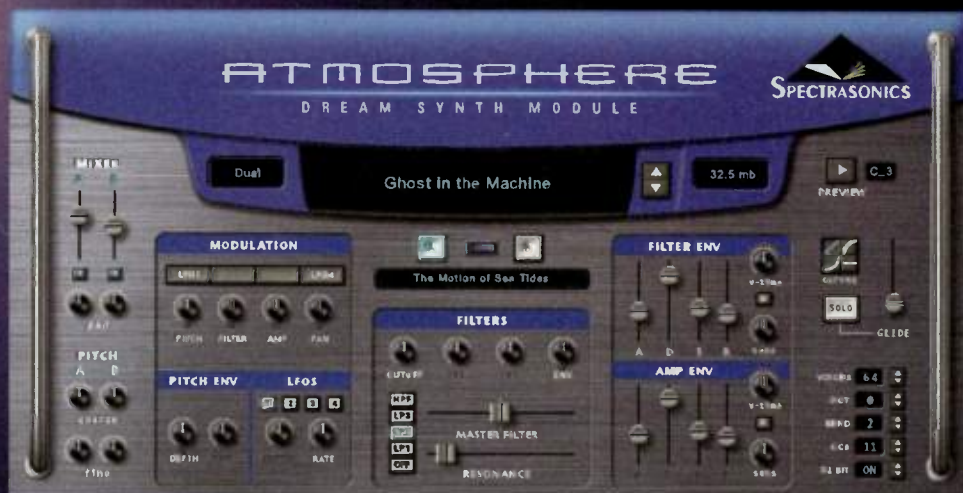 ATMOSPHERE
DREAM SYNTH MODULE
SPECTRASONICS
Dual
Ghost in the Machine
32.5 mb
C_3
PREVIEW
MIXER
A B
MODULATION
PITCH FILTER AMP PAN
The Motion of Sea Tides
FILTERS
CUTOFF ENV
FILTER ENV
A D S R
SOLO
GLIDE
PITCH
A B
COARSE
fine
PITCH ENV
DEPTH
LFOS
2 3 4
RATE
HPF
LP2
LP1
OFF
MASTER FILTER
RESONANCE
AMP ENV
64
0
BEND 2
11
ON